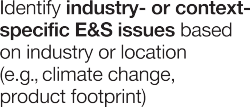 Identify industry- or context-
specific E&S issues based
on industry or location
(e.g., climate change,
product footprint)